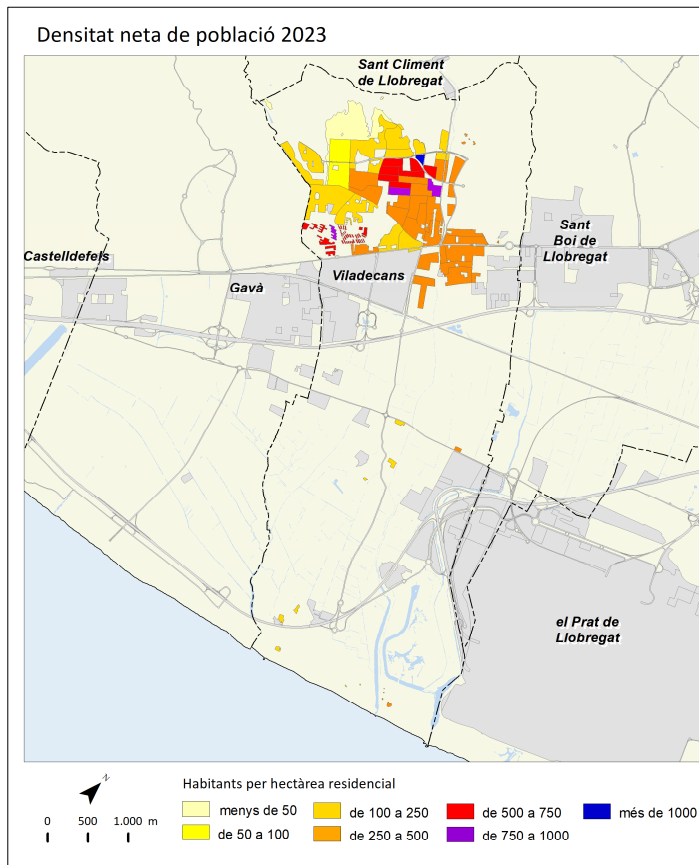 Densitat neta de població 2023
Sant Climent
de Llobregat
Sant
Boi de
Llobregat
Castelldefels
Gavà
Viladecans
el Prat de
Llobregat
N
0 500 1.000 m
Habitants per hectàrea residencial
menys de 50
de 100 a 250
de 500 a 750
més de 1000
de 50 a 100
de 250 a 500
de 750 a 1000